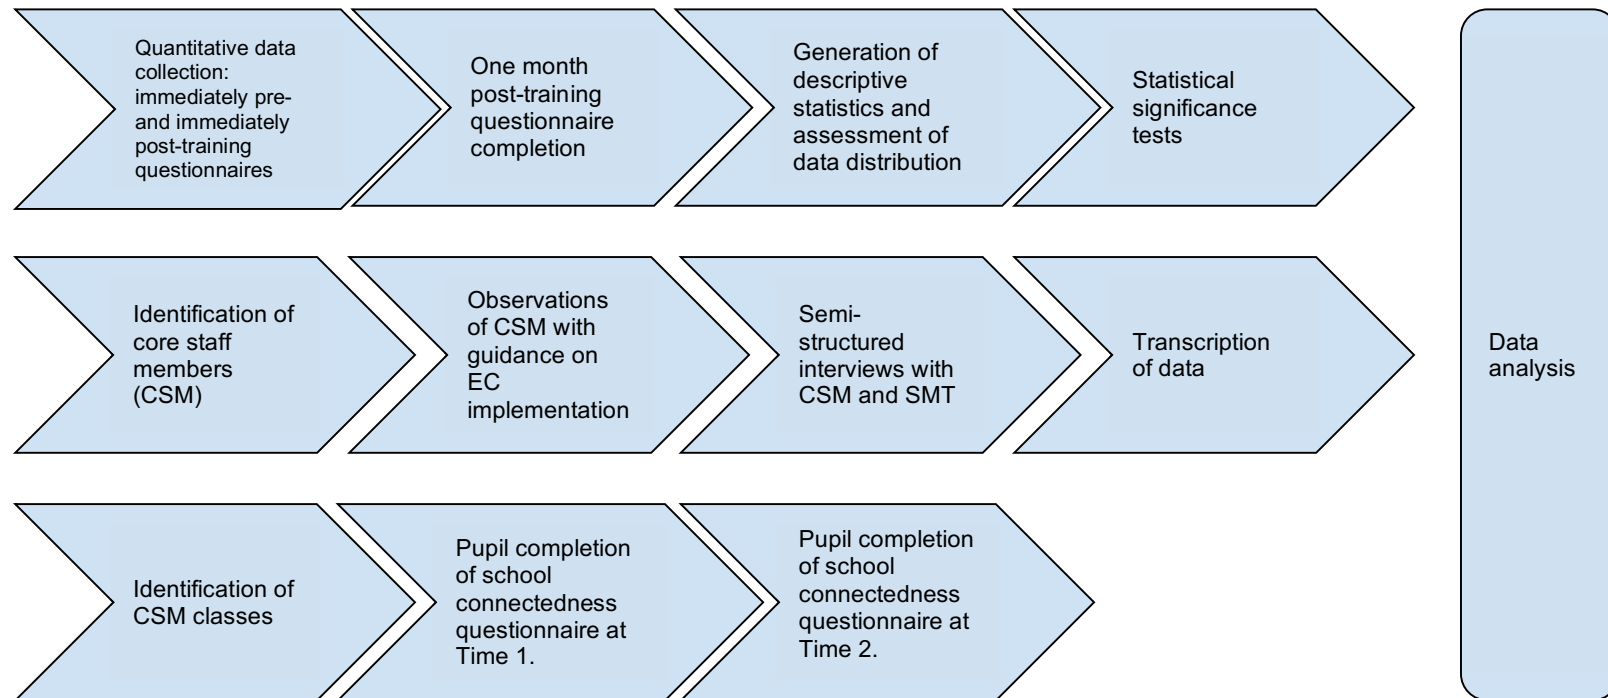 Quantitative data
collection:
immediately pre-
and immediately
post-training
questionnaires
One month
post-training
questionnaire
completion
Generation of
descriptive
statistics and
assessment of
data distribution
Statistical
significance
tests
Identification of
core staff
members
(CSM)
Observations
of CSM with
guidance on
EC
implementation
Semi-
structured
interviews with
CSM and SMT
Transcription
of data
Data
analysis
Identification of
CSM classes
Pupil completion
of school
connectedness
questionnaire at
Time 1.
Pupil completion
of school
connectedness
questionnaire at
Time 2.